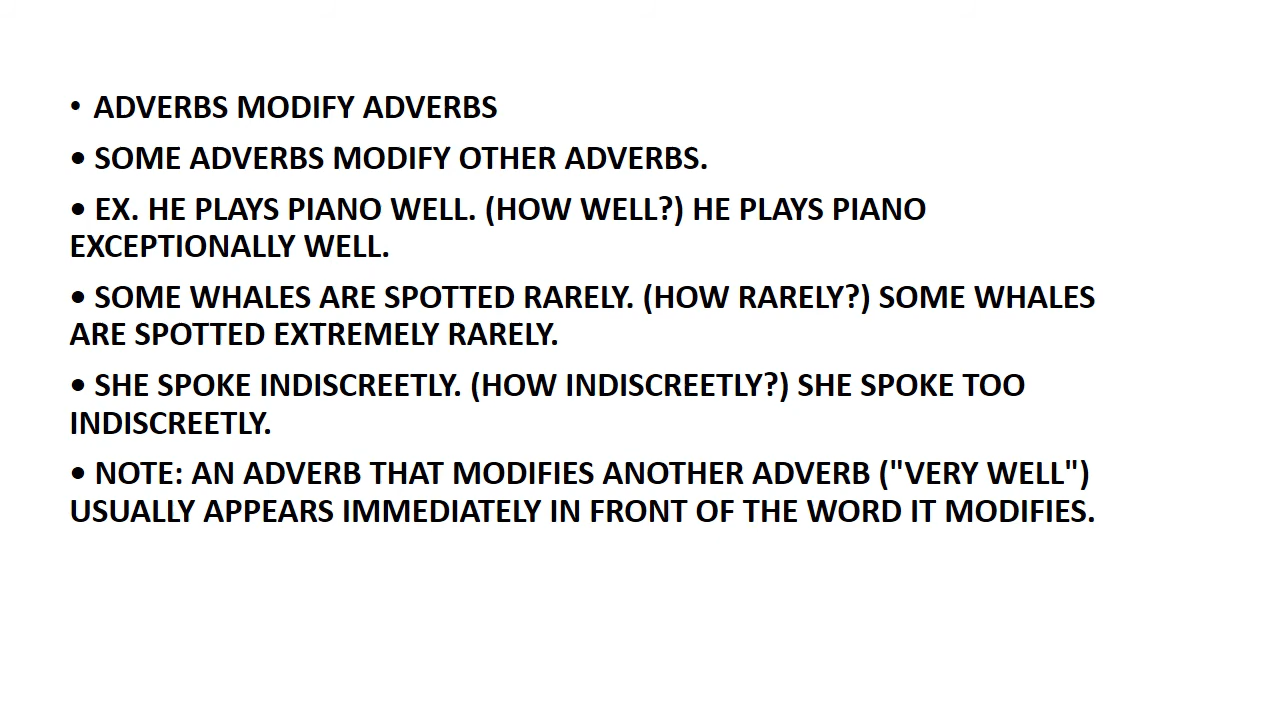 • ADVERBS MODIFY ADVERBS
• SOME ADVERBS MODIFY OTHER ADVERBS.
• EX. HE PLAYS PIANO WELL. (HOW WELL?) HE PLAYS PIANO
EXCEPTIONALLY WELL.
• SOME WHALES ARE SPOTTED RARELY. (HOW RARELY?) SOME WHALES
ARE SPOTTED EXTREMELY RARELY.
• SHE SPOKE INDISCREETLY. (HOW INDISCREETLY?) SHE SPOKE TOO
INDISCREETLY.
• NOTE: AN ADVERB THAT MODIFIES ANOTHER ADVERB ("VERY WELL")
USUALLY APPEARS IMMEDIATELY IN FRONT OF THE WORD IT MODIFIES.